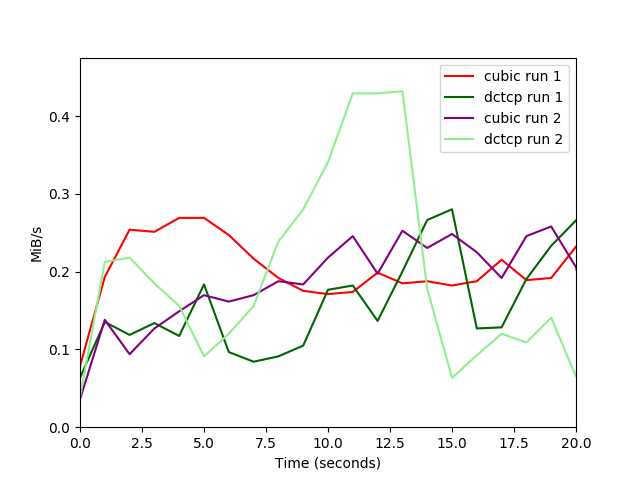 cubic run 1
dctcp run 1
cubic run 2
dctcp run 2
0.4
0.3
0.2
0.1
0.0
MiB/s
0.0 2.5 5.0 7.5 10.0 12.5 15.0 17.5 20.0
Time (seconds)